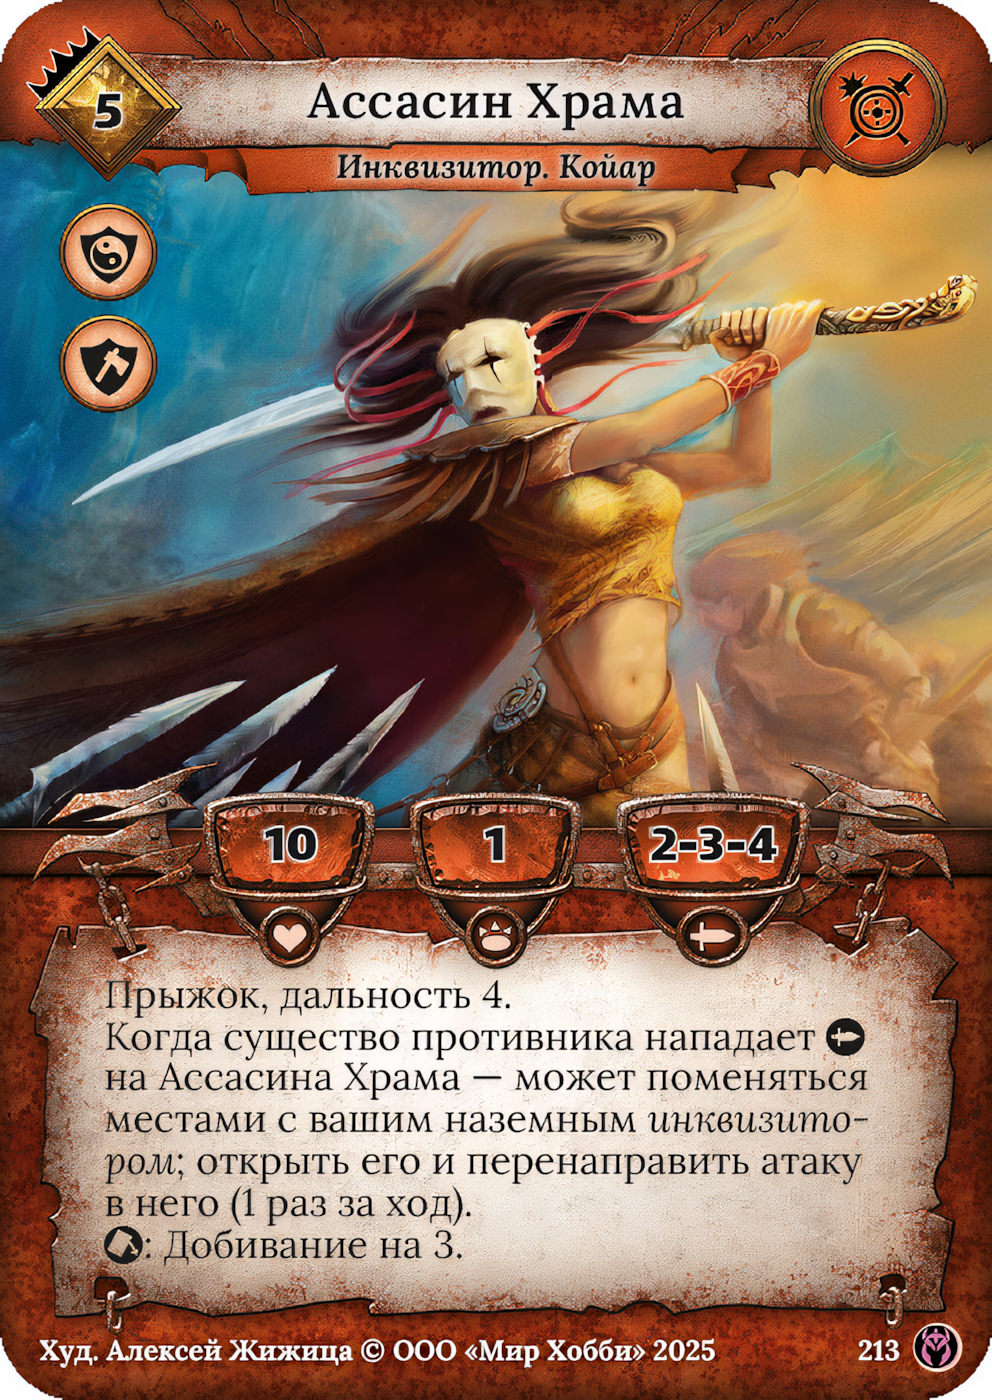 5
Ассасин Храма
Инквизитор. Койар
10
1
2-3-4
Прыжок, дальность 4.
Когда существо противника нападает
на Ассасина Храма — может поменяться
местами с вашим наземным инквизито-
ром; открыть его и перенаправить атаку
в него (1 раз за ход).
: Добивание на 3.
Худ. Алексей Жижица © ООО «Мир Хобби» 2025
213